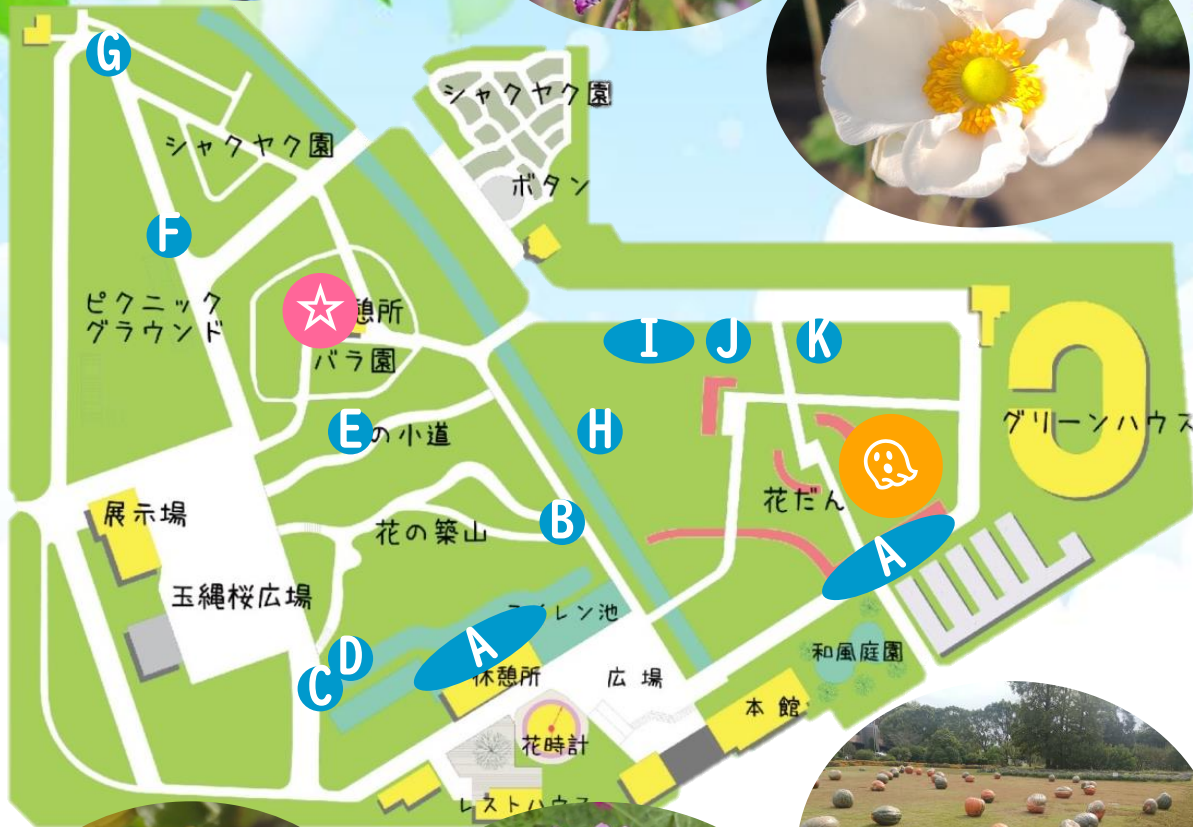 G
シャクヤク園
シャクヤク園
ボタン
F
ピクニック
グラウンド
憩所
バラ園
I
J
K
E
の小道
H
グリーンハウス
展示場
花の築山
B
花だん
A
玉縄桜広場
レン池
A
和風庭園
D
C
休憩所
広場
本館
花時計
レストハウス